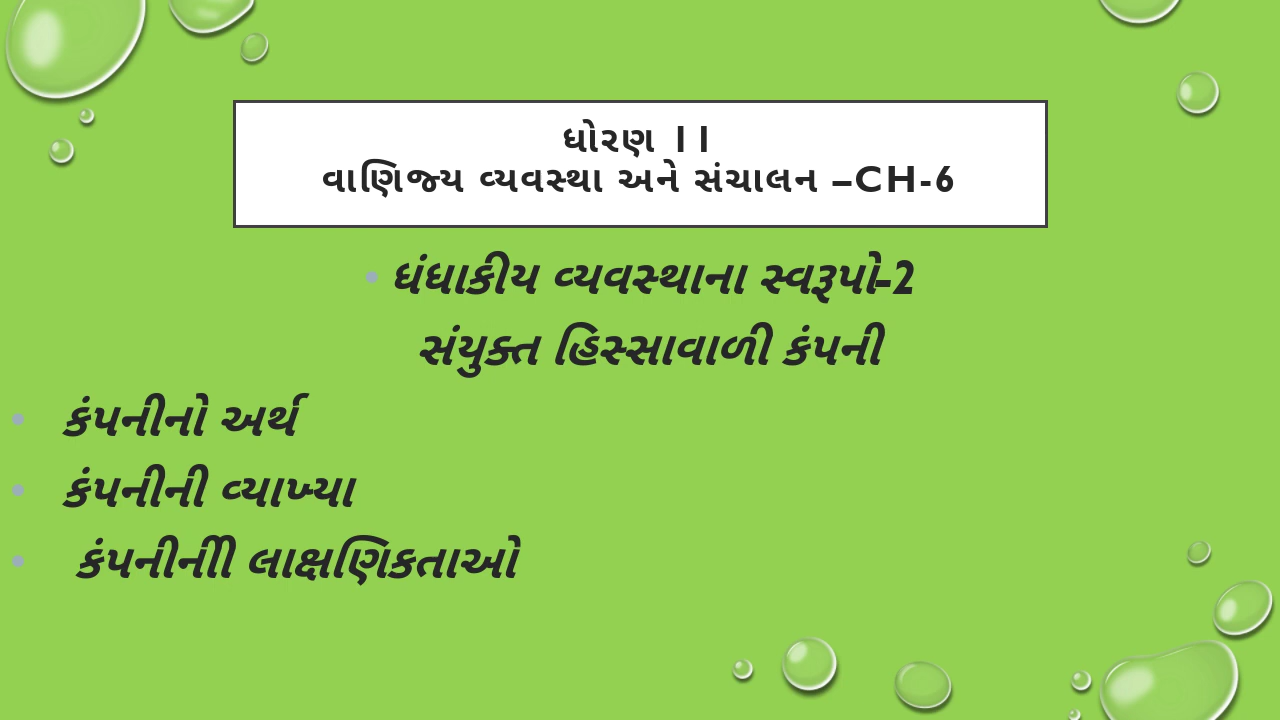 ધોરણ 11
વાણિજ્ય વ્યવસ્થા અને સંચાલન –CH-6
• ધંધાકીય વ્યવસ્થાના સ્વરૂપો-2
સંયુક્ત હિસ્સાવાળી કંપની
• કંપનીનો અર્થ
• કંપનીની વ્યાખ્યા
• કંપનીનીી લાક્ષણિકતાઓ